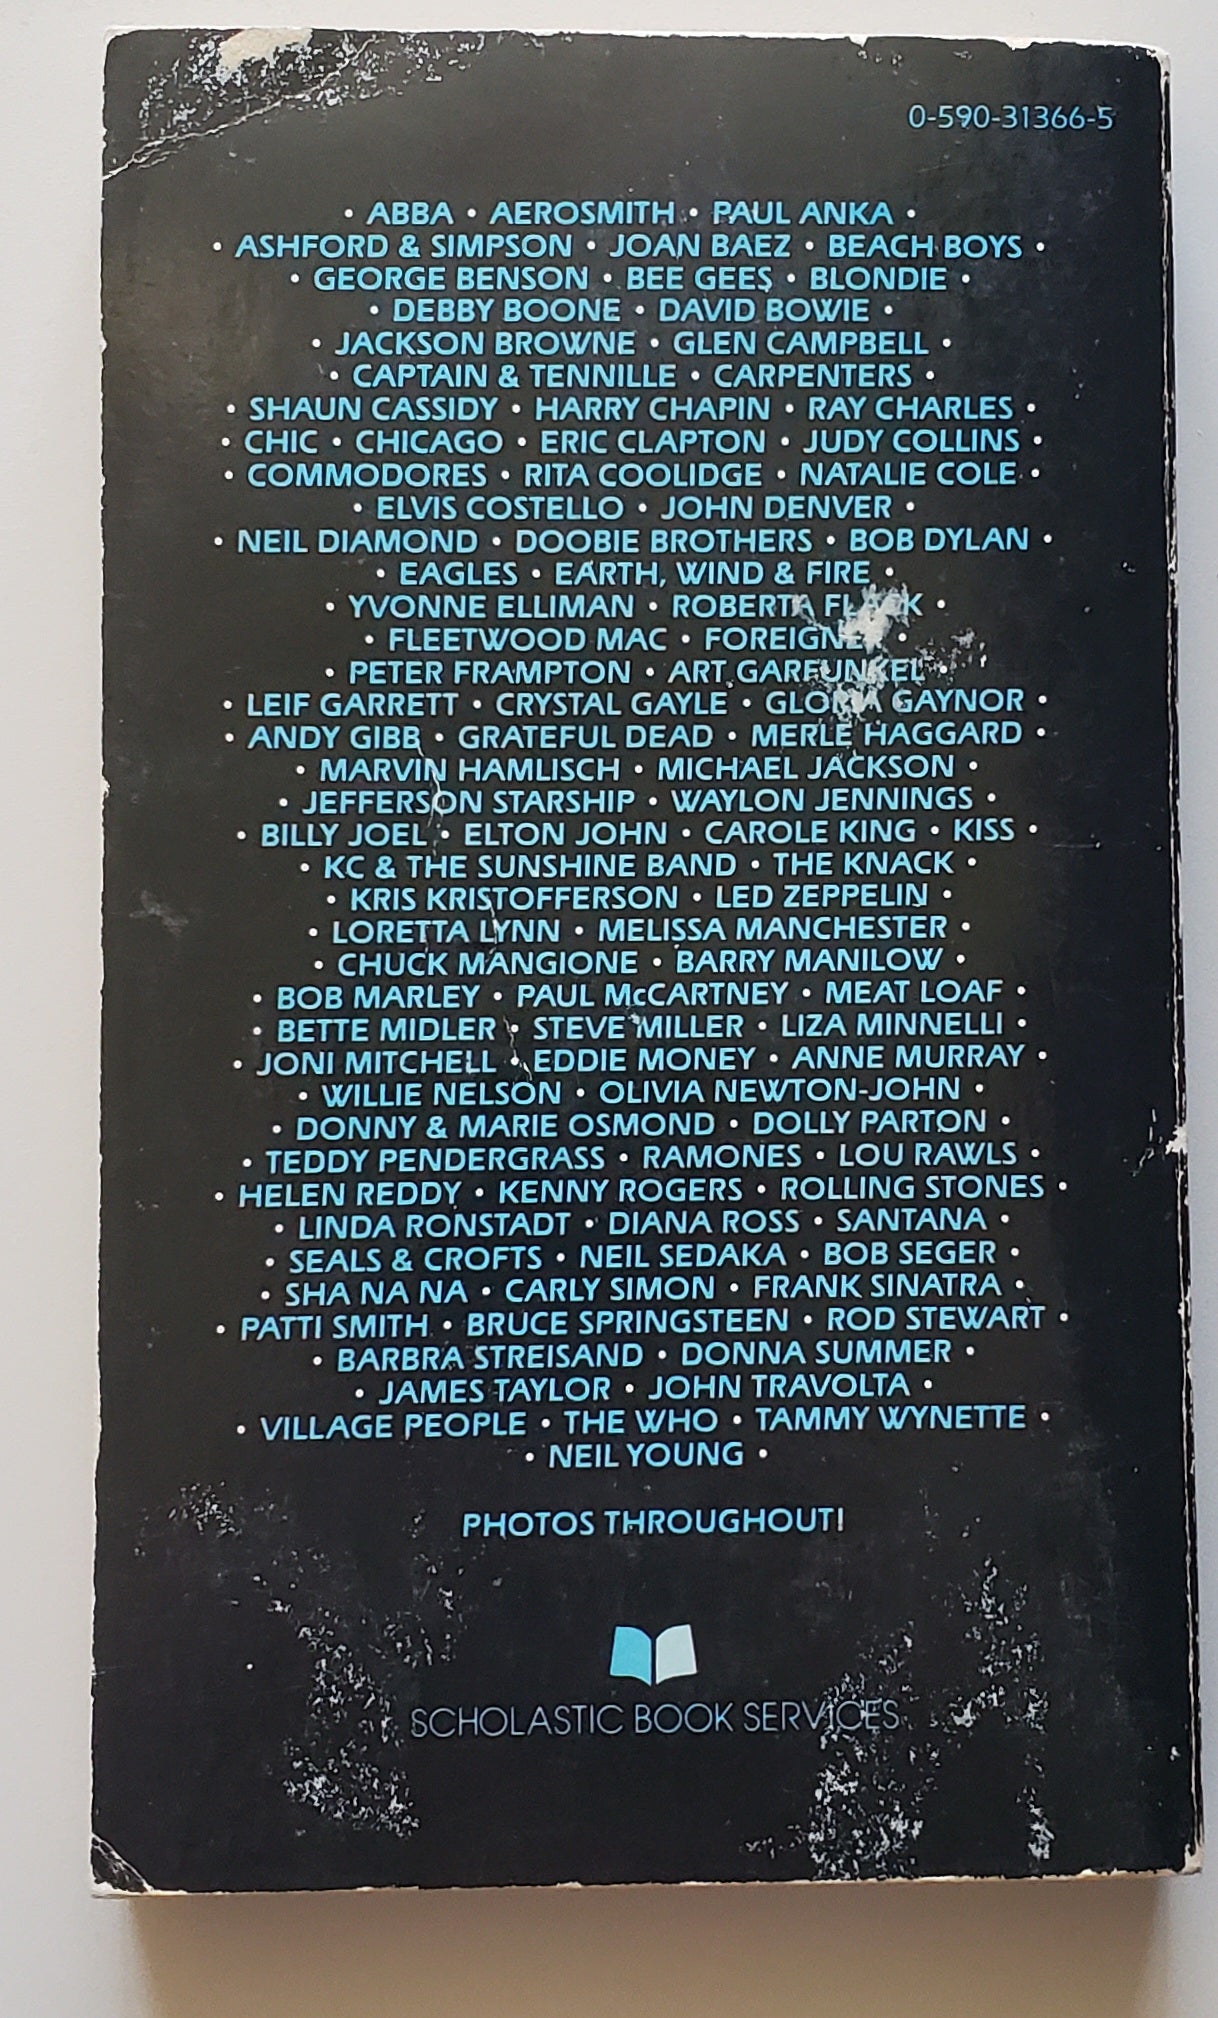 0-590-31366-5
• ABBA • AEROSMITH • PAUL ANKA •
• ASHFORD & SIMPSON • JOAN BAEZ • BEACH BOYS •
• GEORGE BENSON • BEE GEES • BLONDIE •
• DEBBY BOONE • DAVID BOWIE •
• JACKSON BROWNE • GLEN CAMPBELL •
• CAPTAIN & TENNILLE • CARPENTERS •
• SHAUN CASSIDY • HARRY CHAPIN • RAY CHARLES •
• CHIC • CHICAGO • ERIC CLAPTON • JUDY COLLINS •
• COMMODORES • RITA COOLIDGE • NATALIE COLE •
• ELVIS COSTELLO • JOHN DENVER •
• NEIL DIAMOND • DOOBIE BROTHERS • BOB DYLAN •
• EAGLES • EARTH, WIND & FIRE •
• YVONNE ELLIMAN • ROBERTA FLACK •
• FLEETWOOD MAC • FOREIGNER •
• PETER FRAMPTON • ART GARFUNKEL •
• LEIF GARRETT • CRYSTAL GAYLE • GLORIA GAYNOR •
• ANDY GIBB • GRATEFUL DEAD • MERLE HAGGARD •
• MARVIN HAMLISCH • MICHAEL JACKSON •
• JEFFERSON STARSHIP • WAYLON JENNINGS •
• BILLY JOEL • ELTON JOHN • CAROLE KING • KISS •
• KC & THE SUNSHINE BAND • THE KNACK •
• KRIS KRISTOFFERSON • LED ZEPPELIN •
• LORETTA LYNN • MELISSA MANCHESTER •
• CHUCK MANGIONE • BARRY MANILOW •
• BOB MARLEY • PAUL McCARTNEY • MEAT LOAF •
• BETTE MIDLER • STEVE MILLER • LIZA MINNELLI •
• JONI MITCHELL • EDDIE MONEY • ANNE MURRAY •
• WILLIE NELSON • OLIVIA NEWTON-JOHN •
• DONNY & MARIE OSMOND • DOLLY PARTON •
• TEDDY PENDERGRASS • RAMONES • LOU RAWLS •
• HELEN REDDY • KENNY ROGERS • ROLLING STONES •
• LINDA RONSTADT • DIANA ROSS • SANTANA •
• SEALS & CROFTS • NEIL SEDAKA • BOB SEGER •
• SHA NA NA • CARLY SIMON • FRANK SINATRA •
• PATTI SMITH • BRUCE SPRINGSTEEN • ROD STEWART •
• BARBRA STREISAND • DONNA SUMMER •
• JAMES TAYLOR • JOHN TRAVOLTA •
• VILLAGE PEOPLE • THE WHO • TAMMY WYNETTE •
• NEIL YOUNG •
PHOTOS THROUGHOUT!
SCHOLASTIC BOOK SERVICES